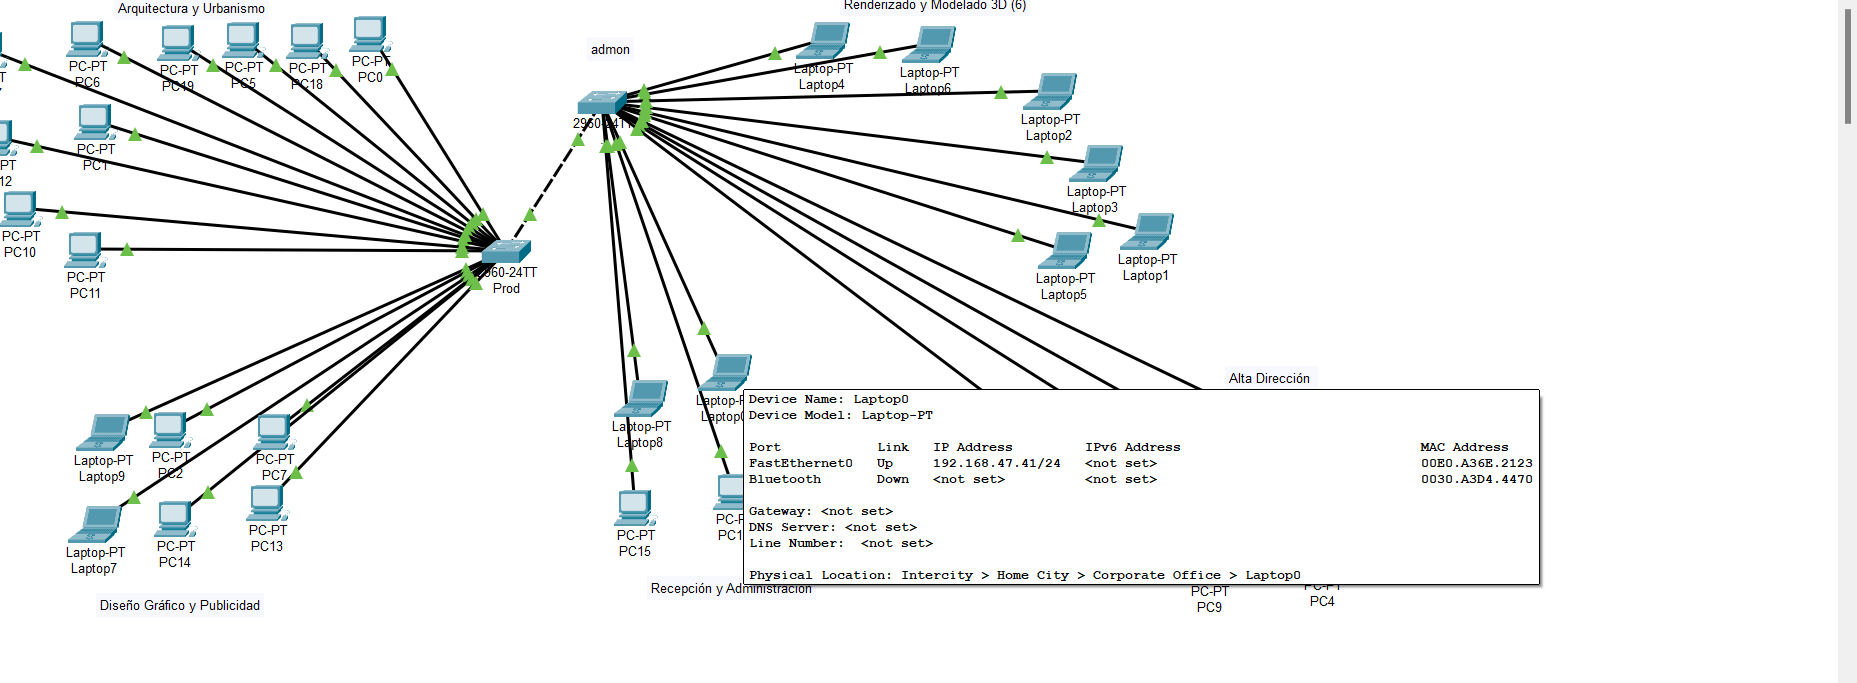 Arquitectura y Urbanismo
Renderizado y Modelado 3D (6)
admon
PC-PT
PC6
PC-PT
PC19
PC-PT
PC5
PC-PT
PC18
PC-PT
PC0
Laptop-PT
Laptop4
Laptop-PT
Laptop6
Laptop-PT
Laptop2
2960-24TT
PC-PT
PC1
PT
12
Laptop-PT
Laptop3
PC-PT
PC10
PC-PT
PC11
2960-24TT
Prod
Laptop-PT
Laptop1
Laptop-PT
Laptop5
Alta Dirección
Laptop-PT
Laptop8
Laptop-PT
Laptop9
PC-PT
PC2
PC-PT
PC7
Laptop-PT
Laptop7
PC-PT
PC14
PC-PT
PC13
PC-PT
PC15
Device Name: Laptop0
Device Model: Laptop-PT
Port Link IP Address IPv6 Address MAC Address
FastEthernet0 Up 192.168.47.41/24 <not set> 00E0.A36E.2123
Bluetooth Down <not set> <not set> 0030.A3D4.4470
Gateway: <not set>
DNS Server: <not set>
Line Number: <not set>
Physical Location: Intercity > Home City > Corporate Office > Laptop0
Recepción y Administración
PC-PT
PC9
PC-PT
PC4
Diseño Gráfico y Publicidad